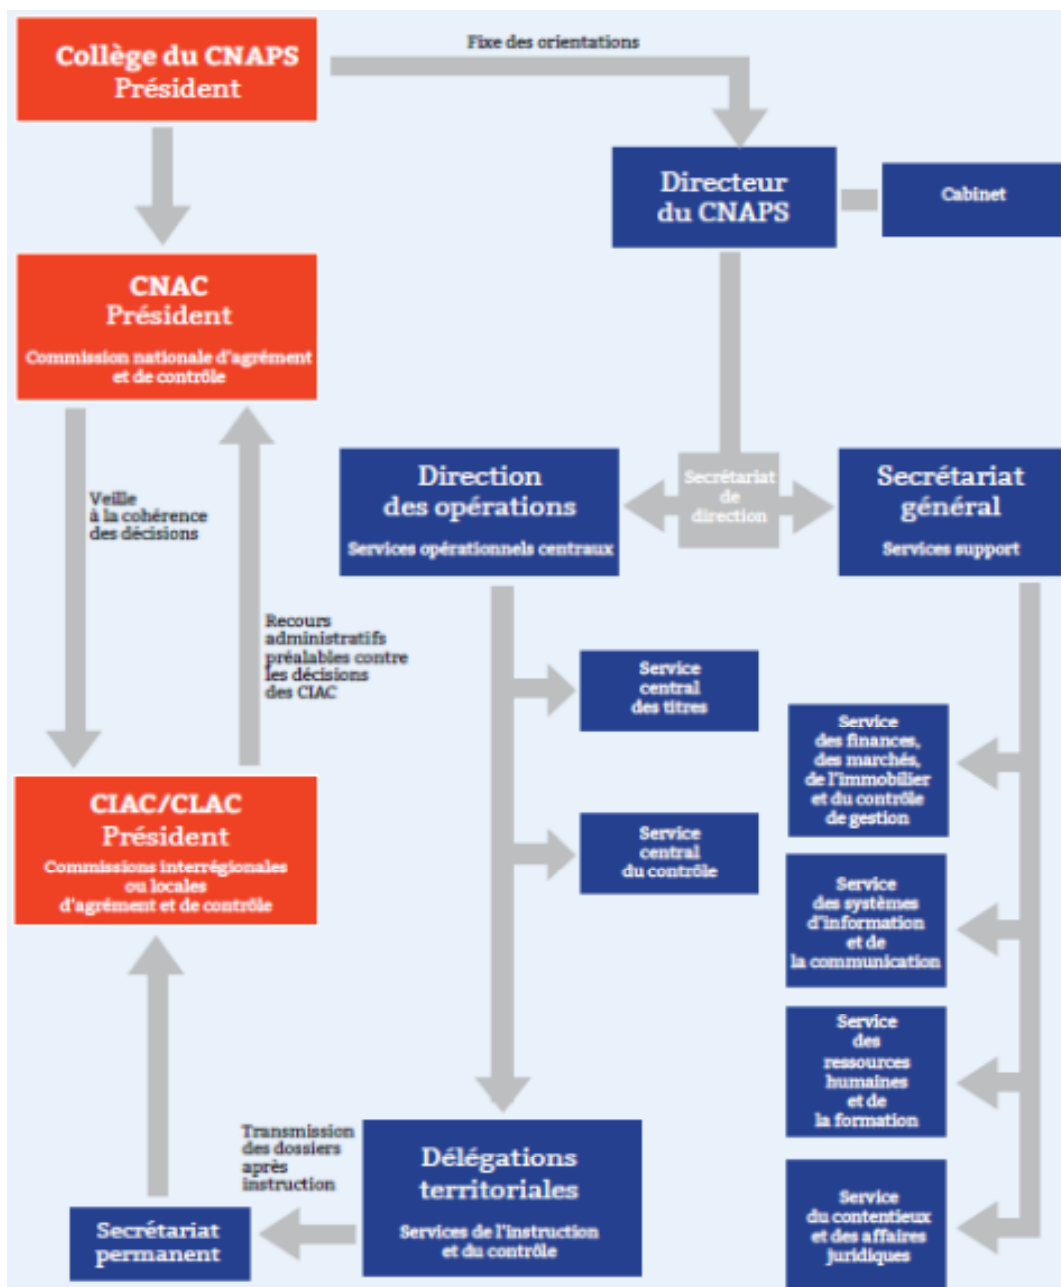 Collège du CNAPS
Président
Fixe des orientations
Directeur
du CNAPS
Cabinet
CNAC
Président
Commission nationale d'agrément
et de contrôle
Veille
à la cohérence
des décisions
Recours
administratifs
préalables contre
les décisions
des CIAC
Direction
des opérations
Services opérationnels centraux
Secrétariat
de
direction
Secrétariat
général
Services support
Service
central
des titres
Service
central
du contrôle
Service
des finances,
des marchés,
de l'immobilier
et du contrôle
de gestion
Service
des systèmes
d'information
et de
la communication
Service
des
ressources
humaines
et de
la formation
Service
du contentieux
et des affaires
juridiques
CIAC/CLAC
Président
Commissions interrégionales
ou locales
d'agrément et de contrôle
Transmission
des dossiers
après
instruction
Délégations
territoriales
Services de l'instruction
et du contrôle
Secrétariat
permanent